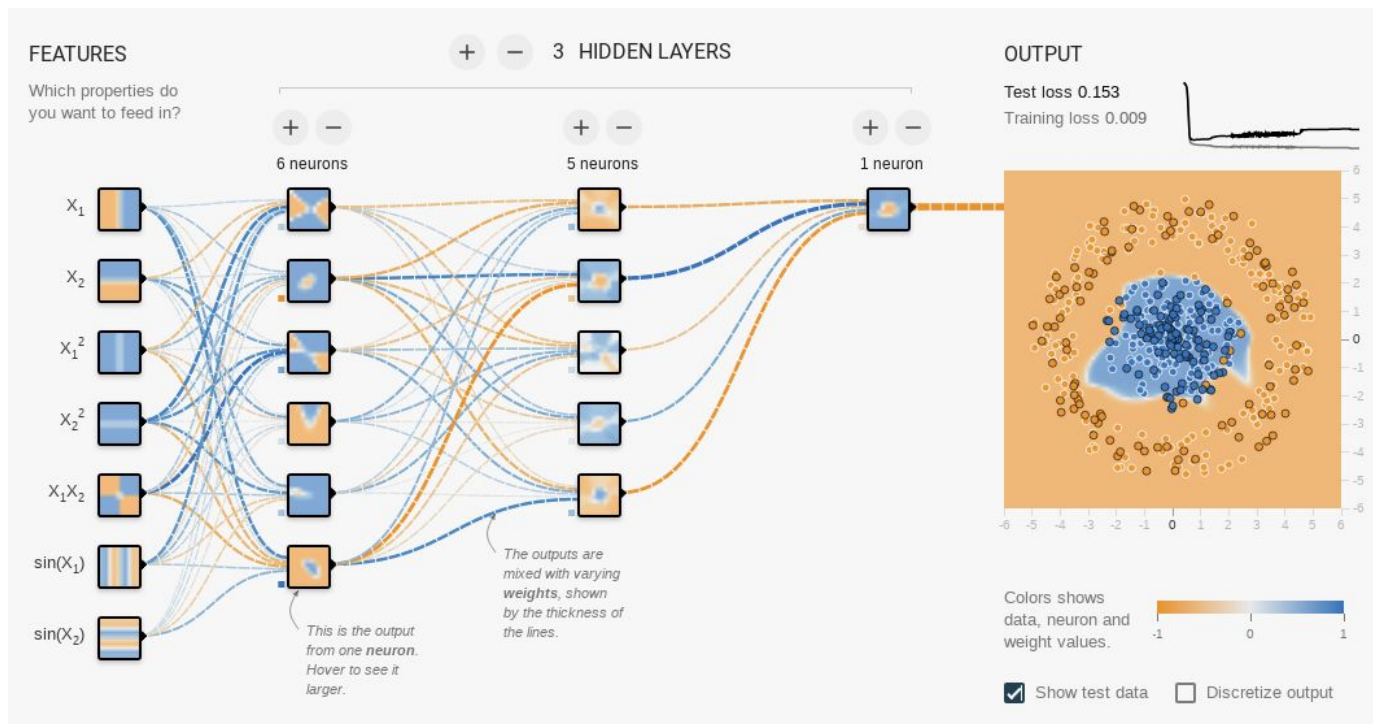 FEATURES
Which properties do
you want to feed in?
+ − 3 HIDDEN LAYERS
+ −
6 neurons
+ −
5 neurons
+ −
1 neuron
X1
X2
X1²
X2²
X1X2
sin(X1)
sin(X2)
This is the output
from one neuron.
Hover to see it
larger.
The outputs are
mixed with varying
weights, shown
by the thickness of
the lines.
OUTPUT
Test loss 0.153
Training loss 0.009
6
5
4
3
2
1
0
-1
-2
-3
-4
-5
-6
-6 -5 -4 -3 -2 -1 0 1 2 3 4 5 6
Colors shows
data, neuron and
weight values.
-1 0 1
Show test data
Discretize output